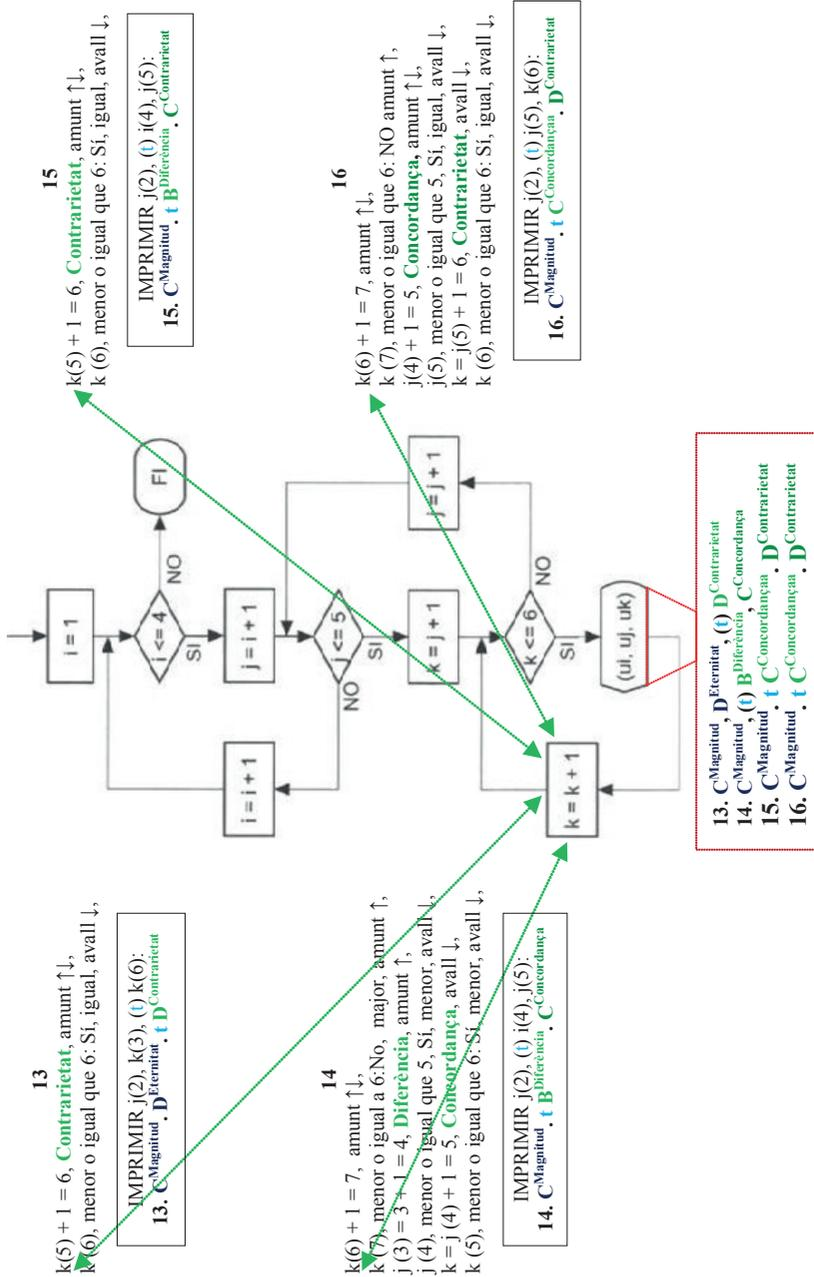 13
k(5) + 1 = 6, Contrarietat, amunt ↑↓,
k (6), menor o igual que 6: Sí, igual, avall ↓,
IMPRIMIR j(2), k(3), (t) k(6):
13. C^Magnitud. D^Eternitat. t D^Contrarietat
14
k(6) + 1 = 7, amunt ↑↓,
k (7), menor o igual a 6:No, major, amunt ↑,
j (3) = 3 + 1 = 4, Diferència, amunt ↑,
j (4), menor o igual que 5, Sí, menor, avall ↓,
k = j (4) + 1 = 5, Concordança, avall ↓,
k (5), menor o igual que 6: Sí, menor, avall ↓,
IMPRIMIR j(2), (t) i(4), j(5):
14. C^Magnitud. t B^Diferència. C^Concordança
i = 1
i <= 4
NO
FI
SI
j = i + 1
i = i + 1
j <= 5
NO
SI
k = j + 1
j = j + 1
k <= 6
NO
SI
(ui, uj, uk)
k = k + 1
13. C^Magnitud, D^Eternitat, (t) D^Contrarietat
14. C^Magnitud, (t) B^Diferència, C^Concordança
15. C^Magnitud. t C^Concordançaa. D^Contrarietat
16. C^Magnitud. t C^Concordançaa. D^Contrarietat
15
k(5) + 1 = 6, Contrarietat, amunt ↑↓,
k (6), menor o igual que 6: Sí, igual, avall ↓,
IMPRIMIR j(2), (t) i(4), j(5):
15. C^Magnitud. t B^Diferència. C^Contrarietat
16
k(6) + 1 = 7, amunt ↑↓,
k (7), menor o igual que 6: NO amunt ↑,
j(4) + 1 = 5, Concordança, amunt ↑↓,
j(5), menor o igual que 5, Sí, igual, avall ↓,
k = j(5) + 1 = 6, Contrarietat, avall ↓,
k (6), menor o igual que 6: Sí, igual, avall ↓,
IMPRIMIR j(2), (t) j(5), k(6):
16. C^Magnitud. t C^Concordançaa. D^Contrarietat